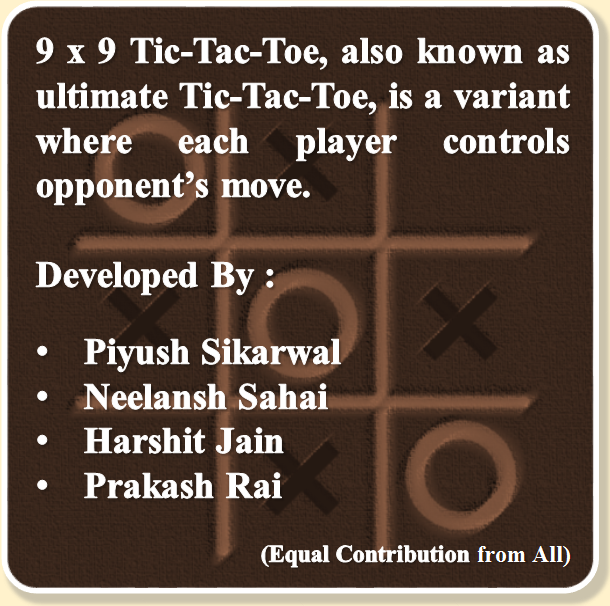 9 x 9 Tic-Tac-Toe, also known as
ultimate Tic-Tac-Toe, is a variant
where each player controls
opponent’s move.
Developed By :
• Piyush Sikarwal
• Neelansh Sahai
• Harshit Jain
• Prakash Rai
(Equal Contribution from All)